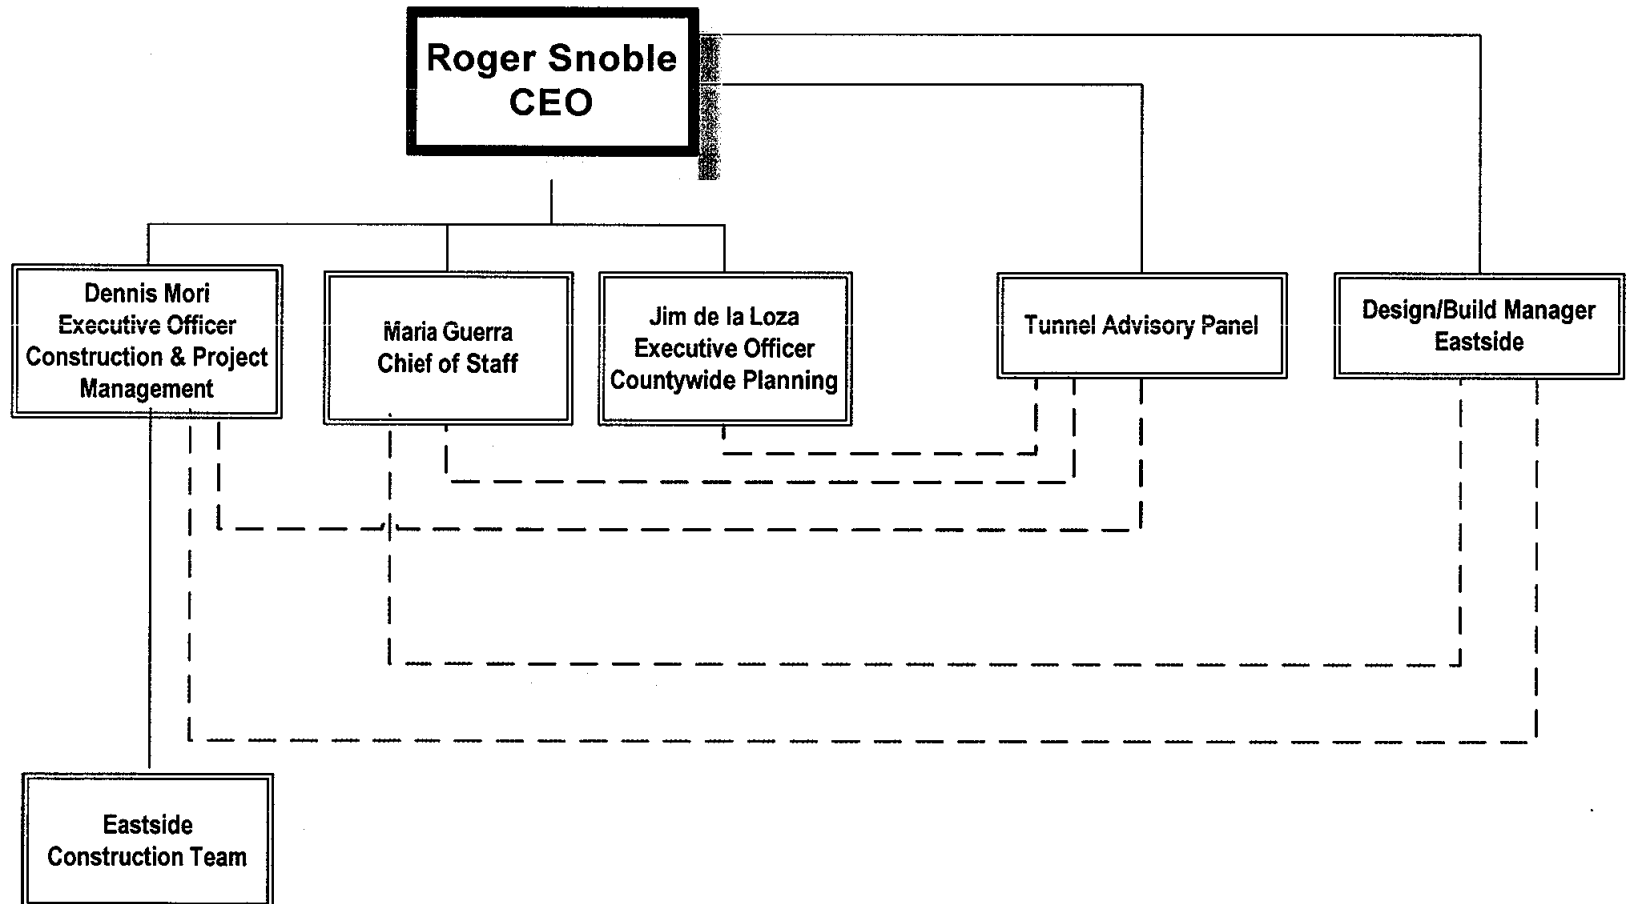 Roger Snoble
CEO
Dennis Mori
Executive Officer
Construction & Project
Management
Maria Guerra
Chief of Staff
Jim de la Loza
Executive Officer
Countywide Planning
Tunnel Advisory Panel
Design/Build Manager
Eastside
Eastside
Construction Team